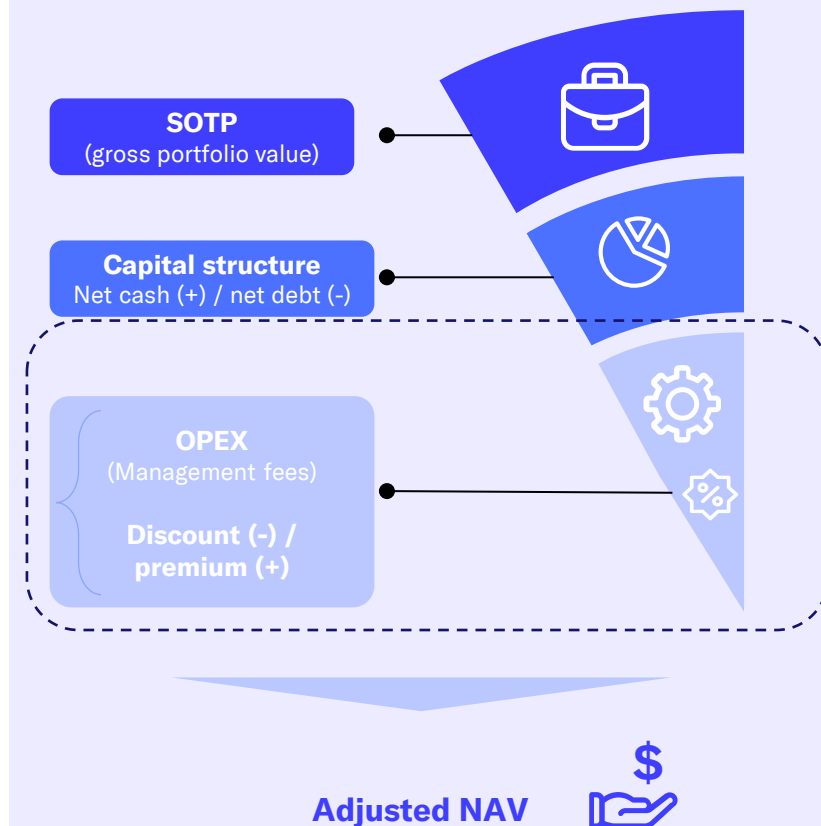 SOTP
(gross portfolio value)
Capital structure
Net cash (+) / net debt (-)
OPEX
(Management fees)
Discount (-) /
premium (+)
%
$
Adjusted NAV